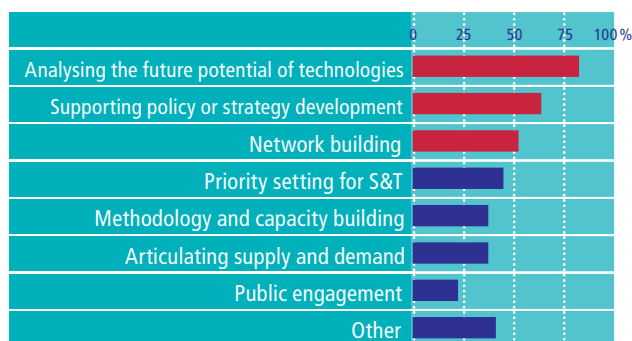 0 25 50 75 100 %
Analysing the future potential of technologies
Supporting policy or strategy development
Network building
Priority setting for S&T
Methodology and capacity building
Articulating supply and demand
Public engagement
Other